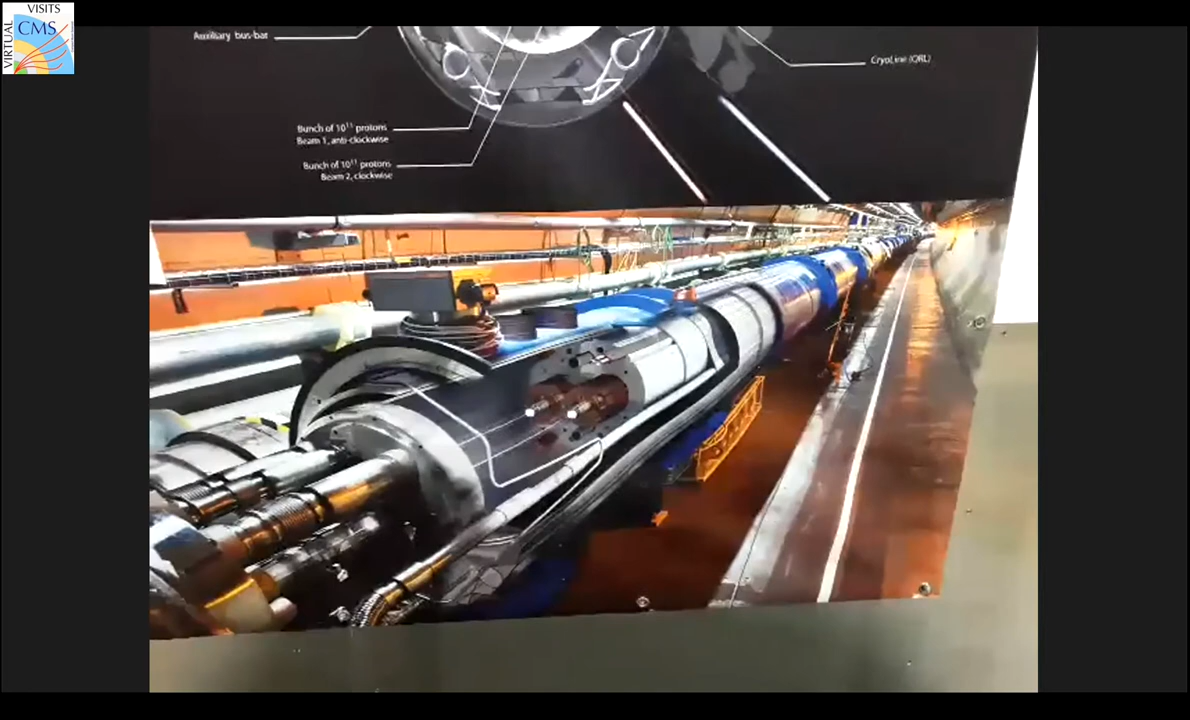 VISITS
VIRTUAL
CMS
Auxiliary bus-bar
CryoLine (QRL)
Bunch of 10¹¹ protons
Beam 1, anti-clockwise
Bunch of 10¹¹ protons
Beam 2, clockwise